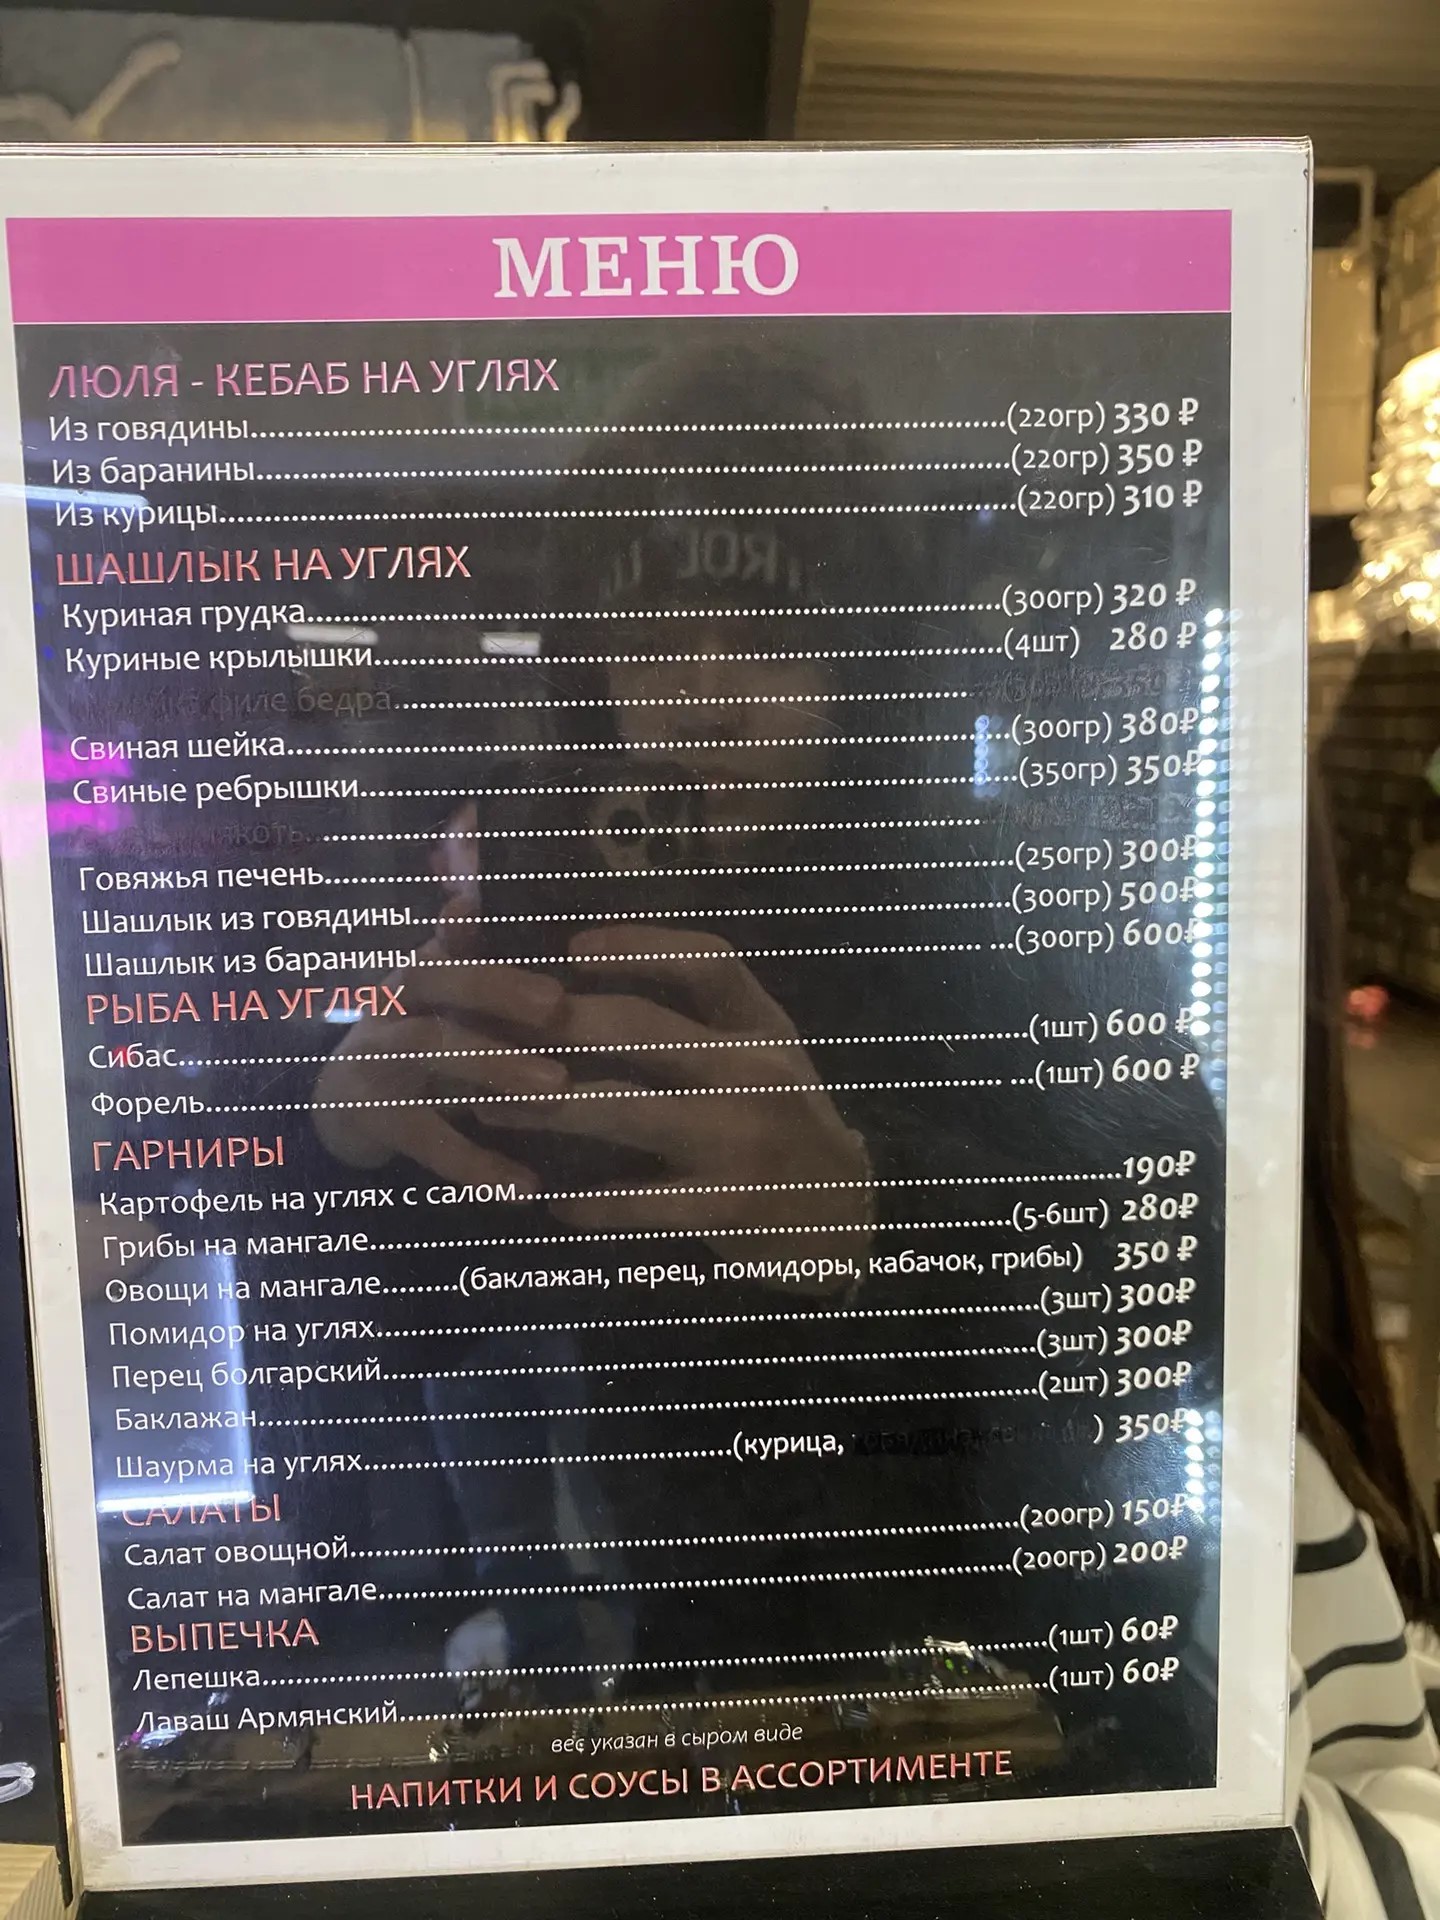 МЕНЮ
ЛЮЛЯ - КЕБАБ НА УГЛЯХ
Из говядины......(220гр) 330 ₽
Из баранины......(220гр) 350 ₽
Из курицы......(220гр) 310 ₽
ШАШЛЫК НА УГЛЯХ
Куриная грудка......(300гр) 320 ₽
Куриные крылышки......(4шт) 280 ₽
филе бедра......
Свиная шейка......(300гр) 380₽
Свиные ребрышки......(350гр) 350₽
Говяжья печень......(250гр) 300₽
Шашлык из говядины......(300гр) 500₽
Шашлык из баранины...... ...(300гр) 600₽
РЫБА НА УГЛЯХ
Сибас......(1шт) 600 ₽
Форель...... ...(1шт) 600 ₽
ГАРНИРЫ
Картофель на углях с салом......190₽
Грибы на мангале......(5-6шт) 280₽
Овощи на мангале.........(баклажан, перец, помидоры, кабачок, грибы) 350 ₽
Помидор на углях......(3шт) 300₽
Перец болгарский......(3шт) 300₽
Баклажан......(2шт) 300₽
Шаурма на углях......(курица, ) 350₽
САЛАТЫ
Салат овощной......(200гр) 150₽
Салат на мангале......(200гр) 200₽
ВЫПЕЧКА
Лепешка......(1шт) 60₽
Лаваш Армянский......(1шт) 60₽
вес указан в сыром виде
НАПИТКИ И СОУСЫ В АССОРТИМЕНТЕ